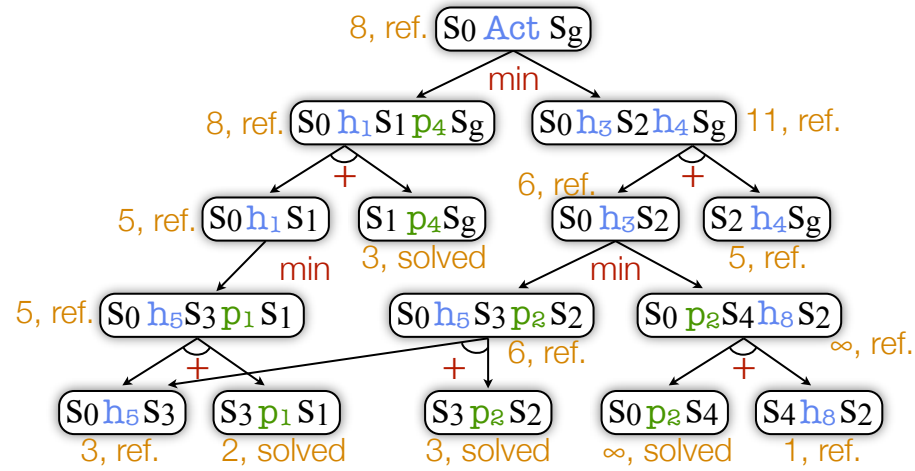 8, ref. S0 Act Sg
min
8, ref. S0 h1 S1 p4 Sg S0 h3 S2 h4 Sg 11, ref.
+ 6, ref. +
5, ref. S0 h1 S1 S1 p4 Sg S0 h3 S2 S2 h4 Sg
min 3, solved min 5, ref.
5, ref. S0 h5 S3 p1 S1 S0 h5 S3 p2 S2 S0 p2 S4 h8 S2
+ + 6, ref. + ∞, ref.
S0 h5 S3 S3 p1 S1 S3 p2 S2 S0 p2 S4 S4 h8 S2
3, ref. 2, solved 3, solved ∞, solved 1, ref.